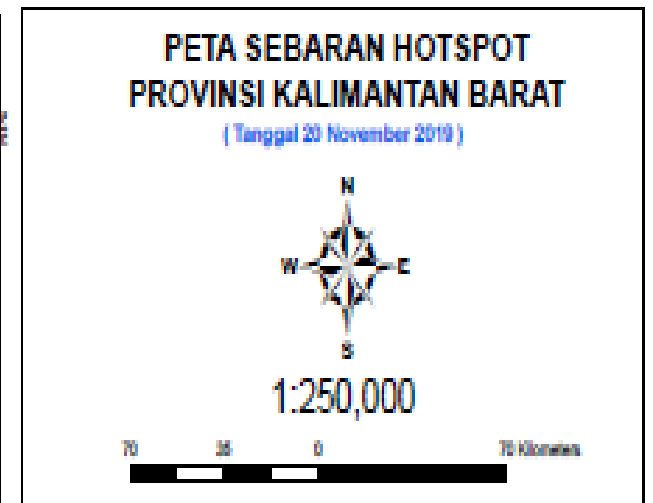 PETA SEBARAN HOTSPOT
PROVINSI KALIMANTAN BARAT
( Tanggal 20 November 2019 )
N
W E
S
1:250,000
70 35 0 70 Kilometers